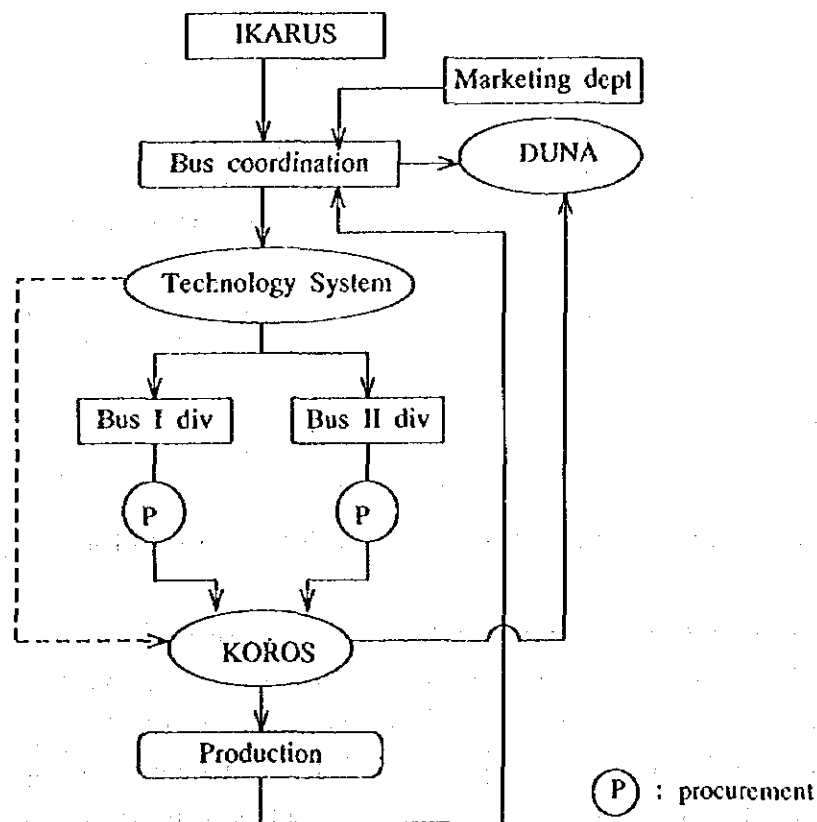 IKARUS
Marketing dept
Bus coordination
DUNA
Technology System
Bus I div
Bus II div
P
P
KOROS
Production
P : procurement